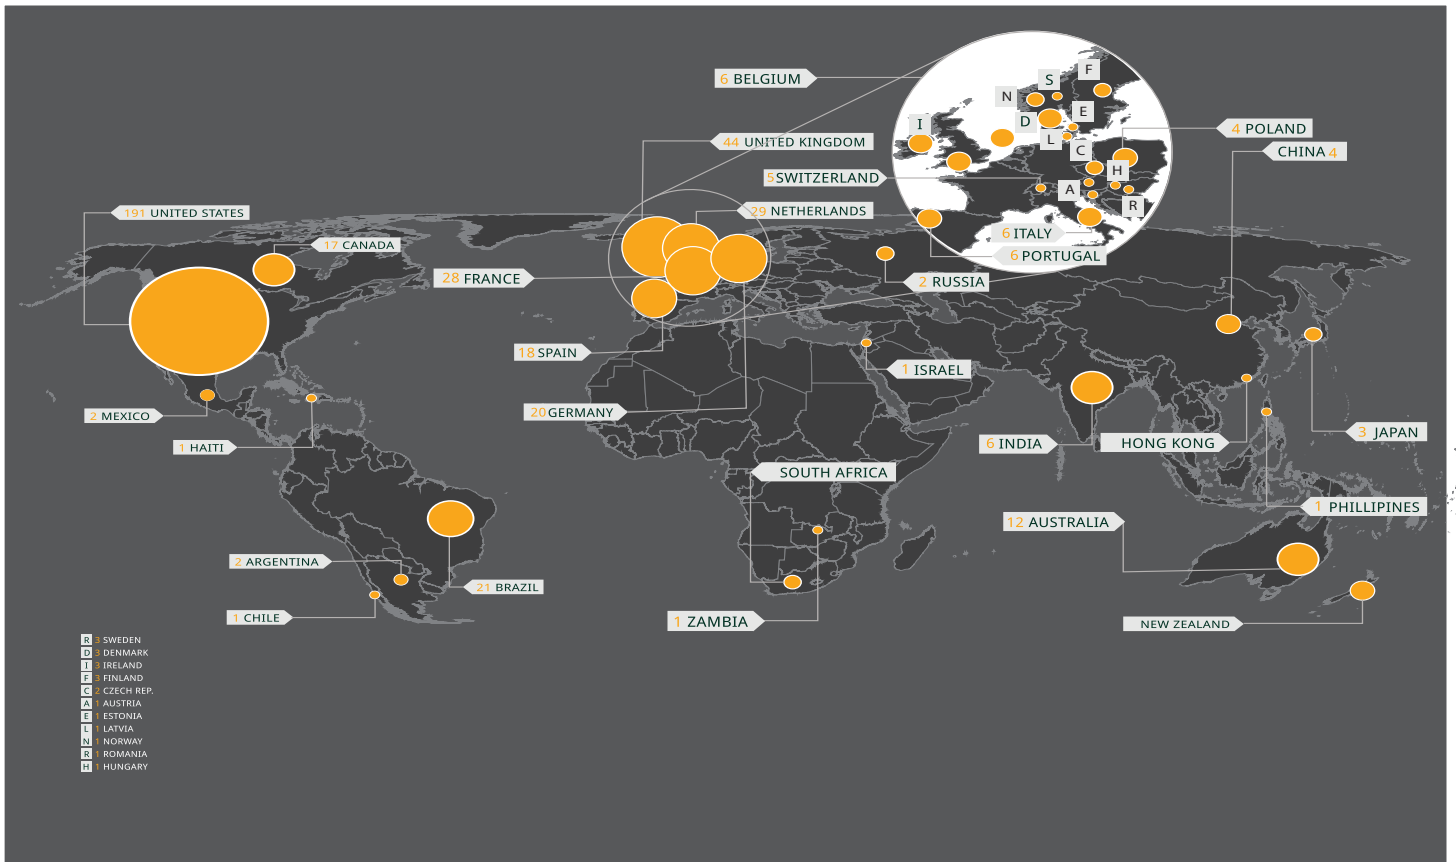 6 BELGIUM
44 UNITED KINGDOM
5 SWITZERLAND
29 NETHERLANDS
191 UNITED STATES
17 CANADA
28 FRANCE
18 SPAIN
20 GERMANY
2 MEXICO
1 HAITI
2 ARGENTINA
21 BRAZIL
1 CHILE
F
S
N
E
I
D
L
C
H
A
R
6 ITALY
6 PORTUGAL
4 POLAND
CHINA 4
2 RUSSIA
1 ISRAEL
6 INDIA
HONG KONG
3 JAPAN
SOUTH AFRICA
1 PHILLIPINES
12 AUSTRALIA
1 ZAMBIA
NEW ZEALAND
R 3 SWEDEN
D 3 DENMARK
I 3 IRELAND
F 3 FINLAND
C 2 CZECH REP.
A 1 AUSTRIA
E 1 ESTONIA
L 1 LATVIA
N 1 NORWAY
R 1 ROMANIA
H 1 HUNGARY